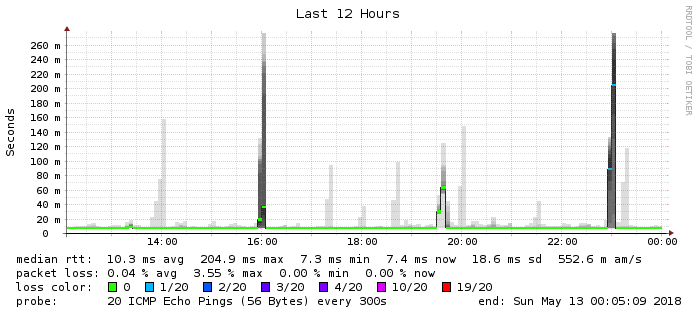 Last 12 Hours
RRDTOOL / TOBI OETIKER
Seconds
260 m
240 m
220 m
200 m
180 m
160 m
140 m
120 m
100 m
80 m
60 m
40 m
20 m
0
14:00 16:00 18:00 20:00 22:00 00:00
median rtt: 10.3 ms avg 204.9 ms max 7.3 ms min 7.4 ms now 18.6 ms sd 552.6 m am/s
packet loss: 0.04 % avg 3.55 % max 0.00 % min 0.00 % now
loss color: 0 1/20 2/20 3/20 4/20 10/20 19/20
probe: 20 ICMP Echo Pings (56 Bytes) every 300s end: Sun May 13 00:05:09 2018